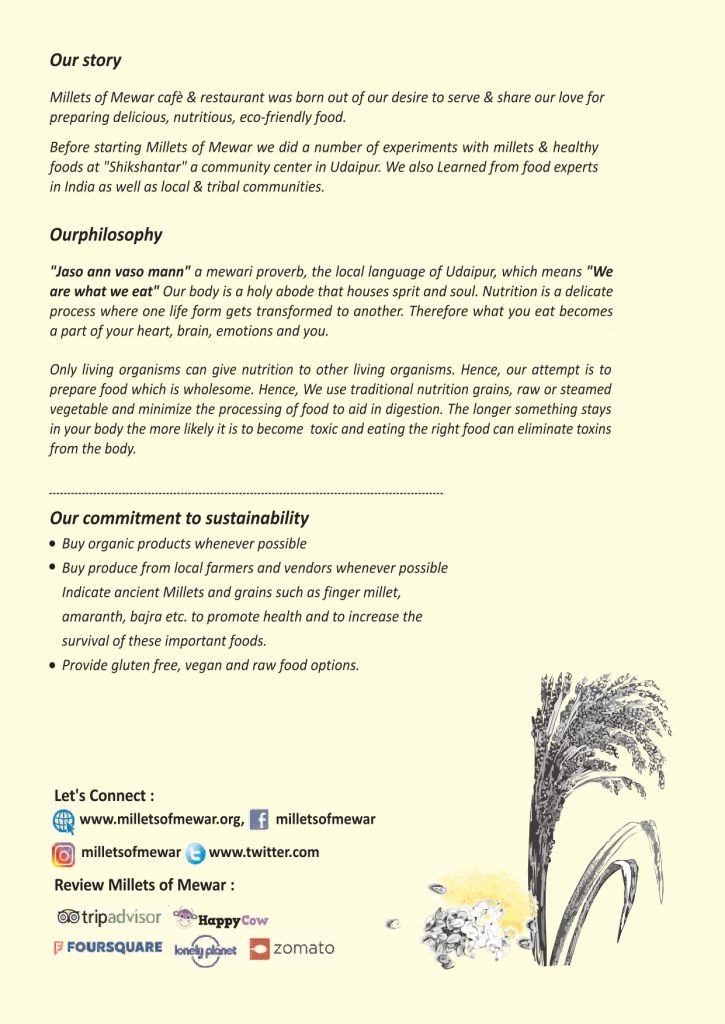 Our story
Millets of Mewar cafè & restaurant was born out of our desire to serve & share our love for
preparing delicious, nutritious, eco-friendly food.
Before starting Millets of Mewar we did a number of experiments with millets & healthy
foods at "Shikshantar" a community center in Udaipur. We also Learned from food experts
in India as well as local & tribal communities.
Ourphilosophy
"Jaso ann vaso mann" a mewari proverb, the local language of Udaipur, which means "We
are what we eat" Our body is a holy abode that houses sprit and soul. Nutrition is a delicate
process where one life form gets transformed to another. Therefore what you eat becomes
a part of your heart, brain, emotions and you.
Only living organisms can give nutrition to other living organisms. Hence, our attempt is to
prepare food which is wholesome. Hence, We use traditional nutrition grains, raw or steamed
vegetable and minimize the processing of food to aid in digestion. The longer something stays
in your body the more likely it is to become toxic and eating the right food can eliminate toxins
from the body.
Our commitment to sustainability
• Buy organic products whenever possible
• Buy produce from local farmers and vendors whenever possible
Indicate ancient Millets and grains such as finger millet,
amaranth, bajra etc. to promote health and to increase the
survival of these important foods.
• Provide gluten free, vegan and raw food options.
Let's Connect :
www.milletsofmewar.org, milletsofmewar
milletsofmewar www.twitter.com
Review Millets of Mewar :
tripadvisor HappyCow
FOURSQUARE lonely planet zomato